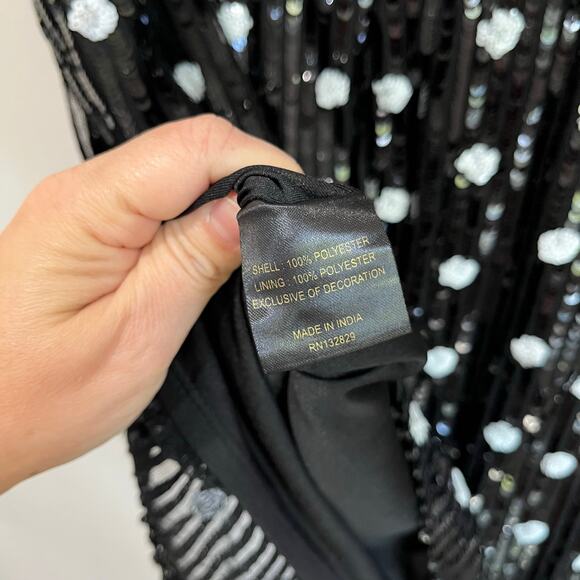 SHELL : 100% POLYESTER
LINING : 100% POLYESTER
EXCLUSIVE OF DECORATION
MADE IN INDIA
RN132829